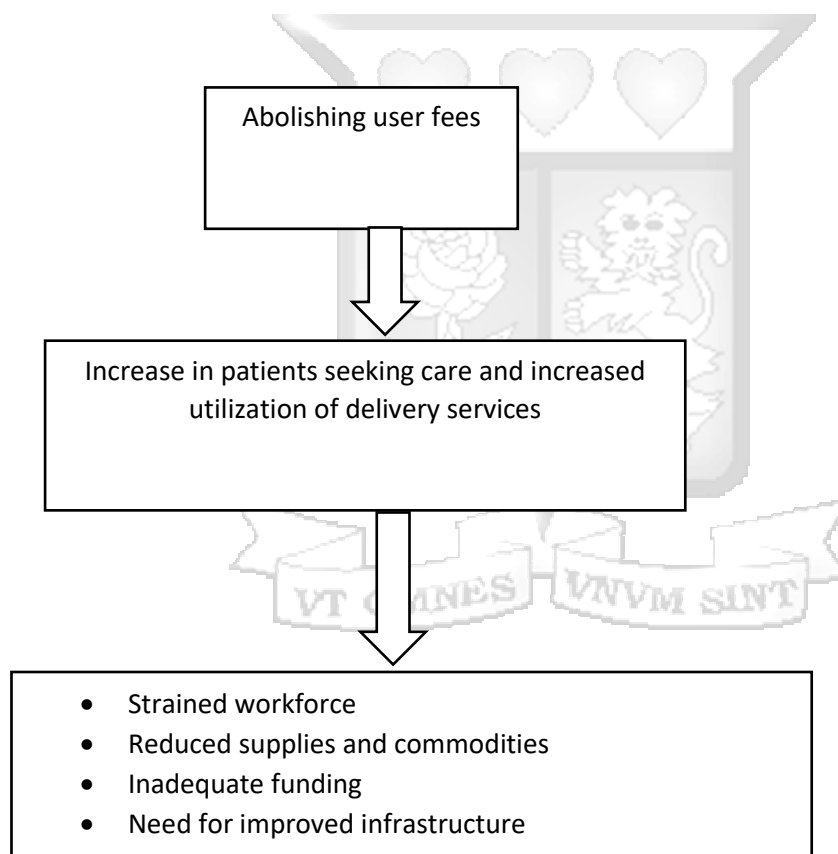 Abolishing user fees
Increase in patients seeking care and increased
utilization of delivery services
VT OMNES VNVM SINT
• Strained workforce
• Reduced supplies and commodities
• Inadequate funding
• Need for improved infrastructure